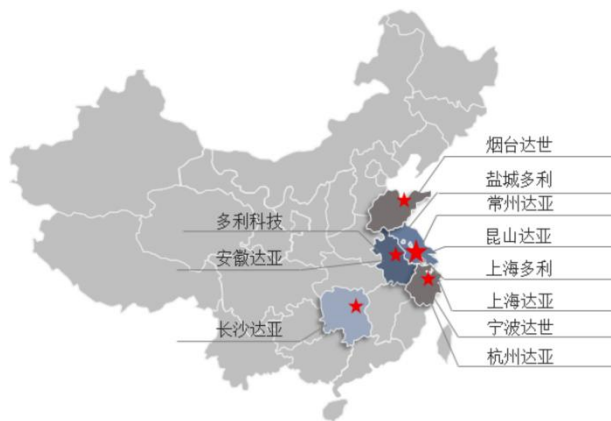 烟台达世
盐城多利
多利科技
常州达亚
昆山达亚
安徽达亚
上海多利
上海达亚
长沙达亚
宁波达世
杭州达亚